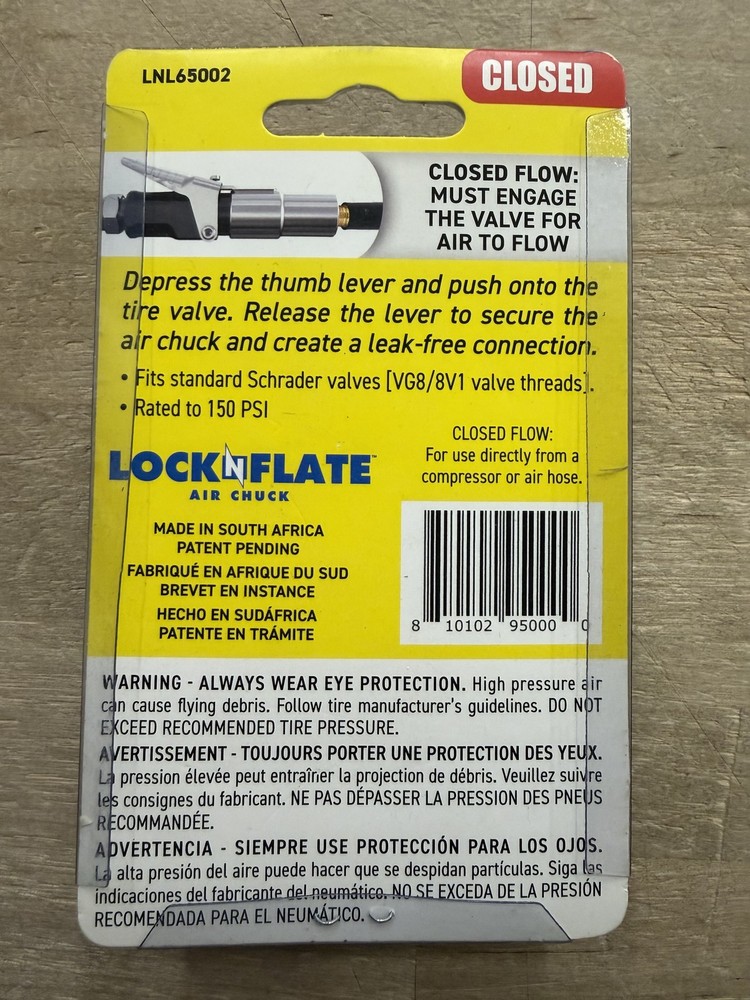 LNL65002
CLOSED
CLOSED FLOW:
MUST ENGAGE
THE VALVE FOR
AIR TO FLOW
Depress the thumb lever and push onto the
tire valve. Release the lever to secure the
air chuck and create a leak-free connection.
• Fits standard Schrader valves [VG8/8V1 valve threads].
• Rated to 150 PSI
CLOSED FLOW:
For use directly from a
compressor or air hose.
LOCKNFLATE™
AIR CHUCK
MADE IN SOUTH AFRICA
PATENT PENDING
FABRIQUÉ EN AFRIQUE DU SUD
BREVET EN INSTANCE
HECHO EN SUDÁFRICA
PATENTE EN TRÁMITE
8 10102 95000 0
WARNING - ALWAYS WEAR EYE PROTECTION. High pressure air
can cause flying debris. Follow tire manufacturer's guidelines. DO NOT
EXCEED RECOMMENDED TIRE PRESSURE.
AVERTISSEMENT - TOUJOURS PORTER UNE PROTECTION DES YEUX.
La pression élevée peut entraîner la projection de débris. Veuillez suivre
les consignes du fabricant. NE PAS DÉPASSER LA PRESSION DES PNEUS
RECOMMANDÉE.
ADVERTENCIA - SIEMPRE USE PROTECCIÓN PARA LOS OJOS.
La alta presión del aire puede hacer que se despidan partículas. Siga las
indicaciones del fabricante del neumático. NO SE EXCEDA DE LA PRESIÓN
RECOMENDADA PARA EL NEUMÁTICO.